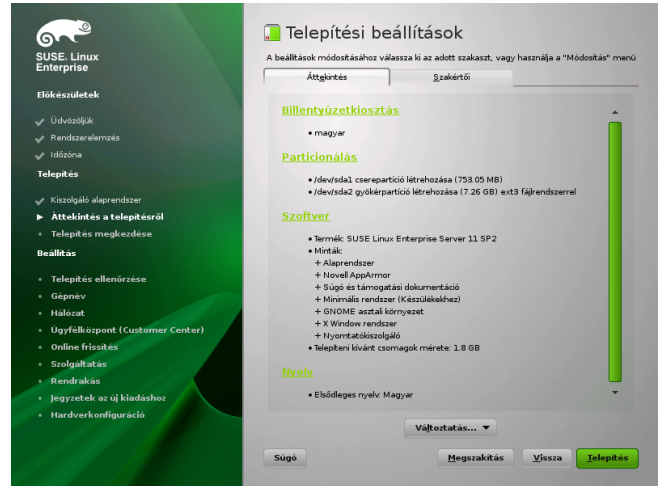 SUSE. Linux
Enterprise
Előkészületek
Üdvözöljük
Rendszerelemzés
Időzóna
Telepítés
Kiszolgáló alaprendszer
Áttekintés a telepítésről
Telepítés megkezdése
Beállítás
Telepítés ellenőrzése
Gépnév
Hálózat
Ügyfélközpont (Customer Center)
Online frissítés
Szolgáltatás
Rendrakás
Jegyzetek az új kiadáshoz
Hardverkonfiguráció
Telepítési beállítások
A beállítások módosításához válassza ki az adott szakaszt, vagy használja a "Módosítás" menü
Áttekintés
Szakértői
Billentyűzetkiosztás
• magyar
Particionálás
• /dev/sda1 cserepartíció létrehozása (753.05 MB)
• /dev/sda2 gyökérpartíció létrehozása (7.26 GB) ext3 fájlrendszerrel
Szoftver
• Termék: SUSE Linux Enterprise Server 11 SP2
• Minták:
+ Alaprendszer
+ Novell AppArmor
+ Súgó és támogatási dokumentáció
+ Minimális rendszer (Készülékekhez)
+ GNOME asztali környezet
+ X Window rendszer
+ Nyomtatókiszolgáló
• Telepíteni kívánt csomagok mérete: 1.8 GB
Nyelv
• Elsődleges nyelv: Magyar
Változtatás...
Súgó
Megszakítás
Vissza
Telepítés